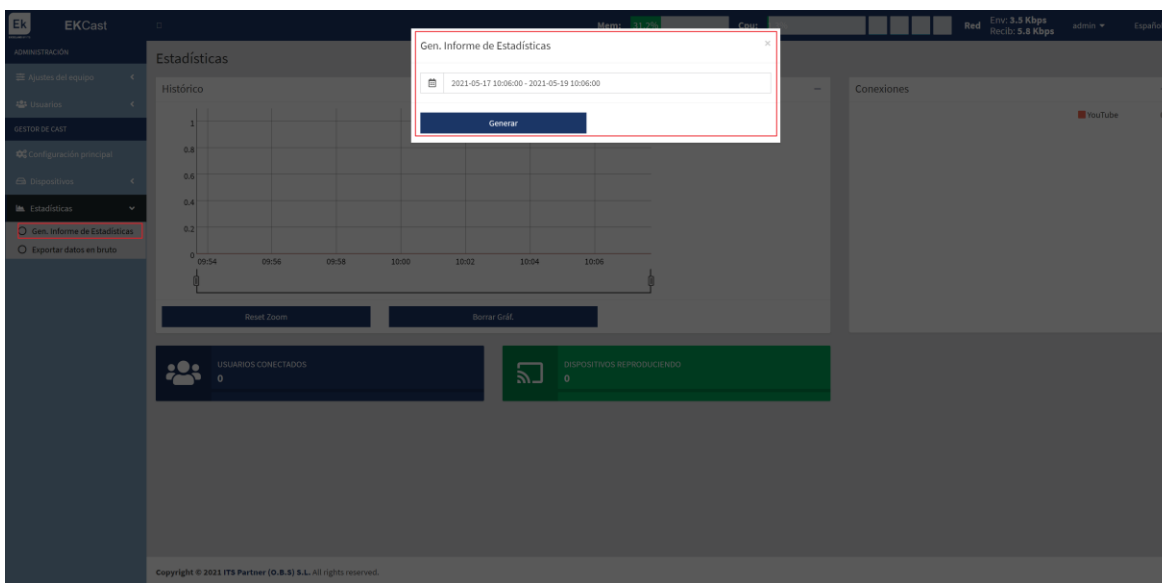 Ek
EKCast
Mem: 31.2%
Cpu:
Red
Env: 3.5 Kbps
Recib: 5.8 Kbps
admin
Español
ADMINISTRACIÓN
Ajustes del equipo
Usuarios
GESTOR DE CAST
Configuración principal
Dispositivos
Estadísticas
Gen. Informe de Estadísticas
Exportar datos en bruto
Estadísticas
Gen. Informe de Estadísticas
×
2021-05-17 10:06:00 - 2021-05-19 10:06:00
Generar
Histórico
1
0.8
0.6
0.4
0.2
0
09:54 09:56 09:58 10:00 10:02 10:04 10:06
Reset Zoom
Borrar Gráf.
Conexiones
YouTube
USUARIOS CONECTADOS
0
DISPOSITIVOS REPRODUCIENDO
0
Copyright © 2021 ITS Partner (O.B.S) S.L. All rights reserved.